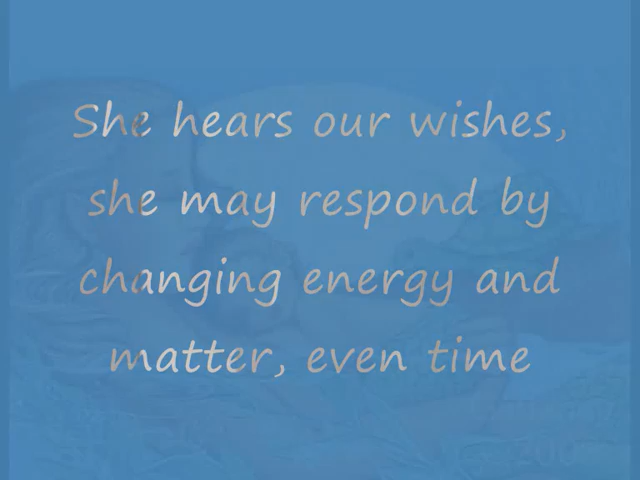 She hears our wishes,
she may respond by
changing energy and
matter, even time